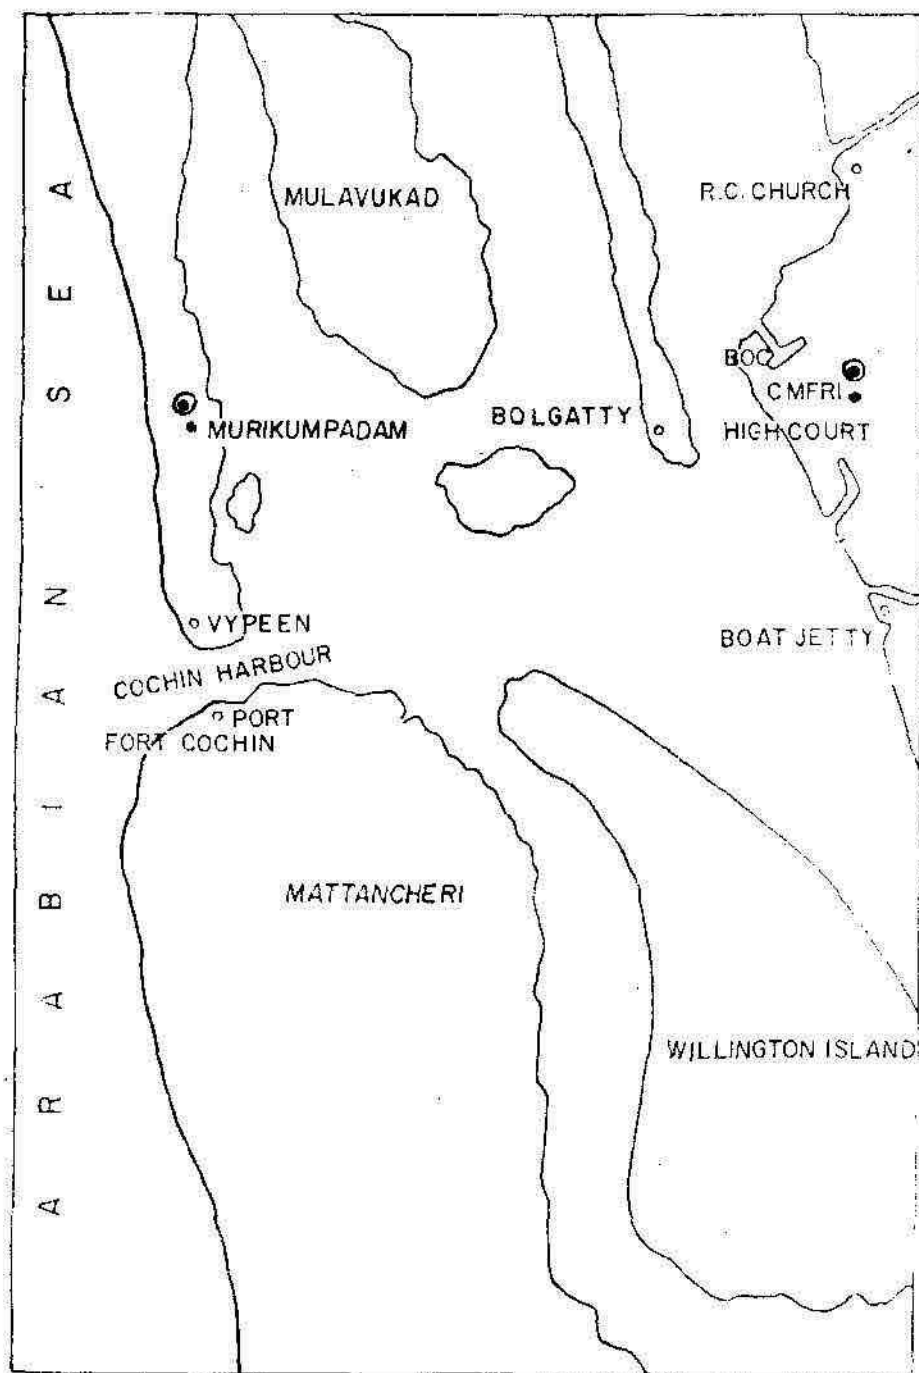 MULAVUKAD
R.C. CHURCH
BOC
CMFRI
MURIKUMPADAM
BOLGATTY
HIGH COURT
VYPEEN
BOAT JETTY
COCHIN HARBOUR
PORT
FORT COCHIN
MATTANCHERI
WILLINGTON ISLAND
ARABIAN SEA